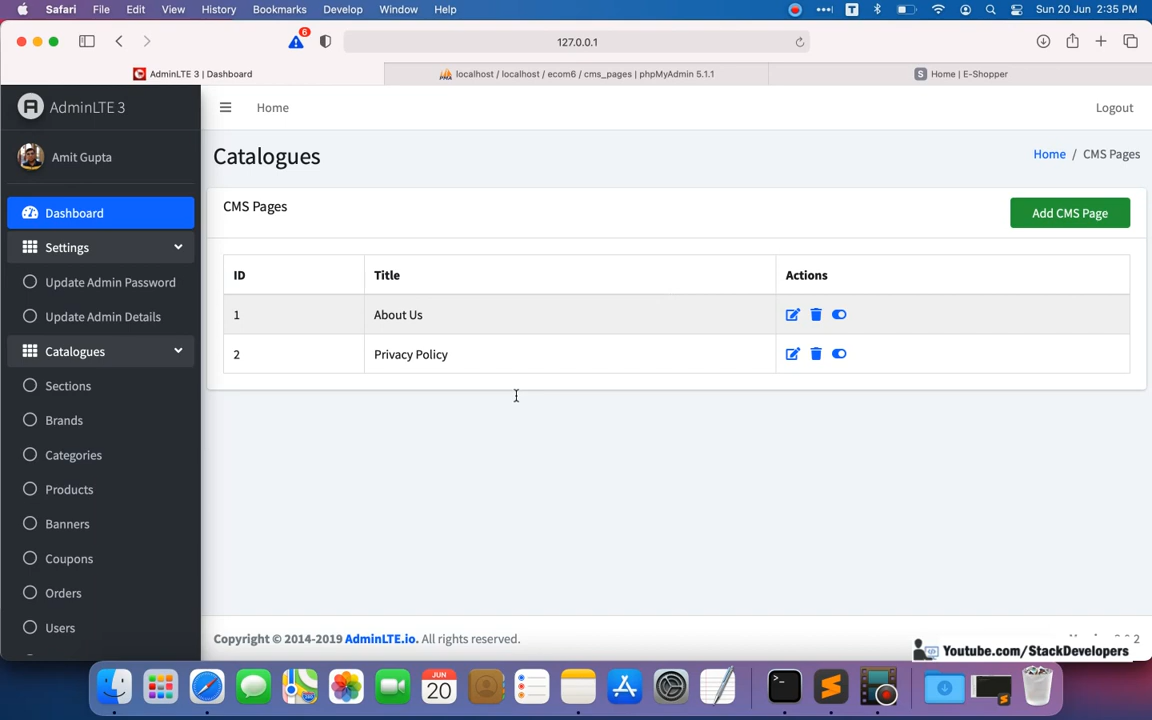 Safari File Edit View History Bookmarks Develop Window Help
T
Sun 20 Jun 2:35 PM
6
127.0.0.1
AdminLTE 3 | Dashboard
localhost / localhost / ecom6 / cms_pages | phpMyAdmin 5.1.1
S Home | E-Shopper
AdminLTE 3
Home
Logout
Amit Gupta
Catalogues
Home / CMS Pages
Dashboard
Settings
Update Admin Password
Update Admin Details
Catalogues
Sections
Brands
Categories
Products
Banners
Coupons
Orders
Users
CMS Pages
Add CMS Page
ID Title Actions
1 About Us
2 Privacy Policy
Copyright © 2014-2019 AdminLTE.io. All rights reserved.
Youtube.com/StackDevelopers
JUN
20